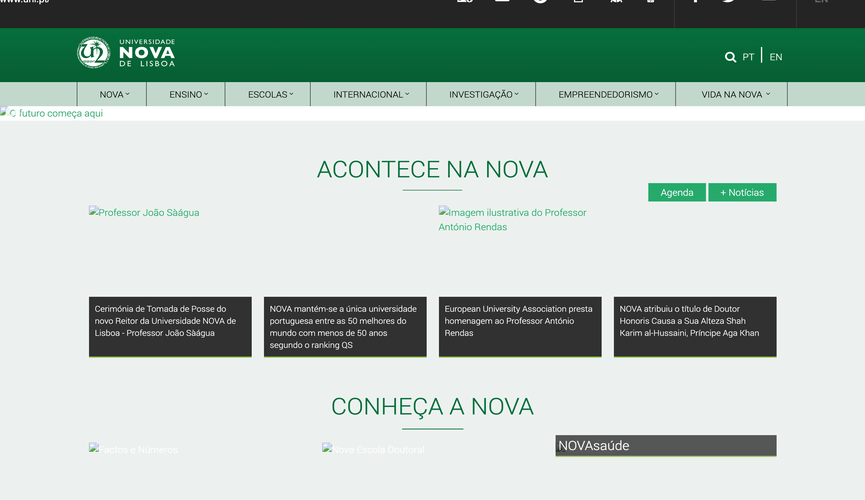 www.unl.pt
EN
UNIVERSIDADE
NOVA
DE LISBOA
PT
EN
NOVA
ENSINO
ESCOLAS
INTERNACIONAL
INVESTIGAÇÃO
EMPREENDEDORISMO
VIDA NA NOVA
O futuro começa aqui
ACONTECE NA NOVA
Agenda
+ Notícias
Professor João Sàágua
Imagem ilustrativa do Professor
António Rendas
Cerimónia de Tomada de Posse do
novo Reitor da Universidade NOVA de
Lisboa - Professor João Sàágua
NOVA mantém-se a única universidade
portuguesa entre as 50 melhores do
mundo com menos de 50 anos
segundo o ranking QS
European University Association presta
homenagem ao Professor António
Rendas
NOVA atribuiu o título de Doutor
Honoris Causa a Sua Alteza Shah
Karim al-Hussaini, Príncipe Aga Khan
CONHEÇA A NOVA
Factos e Números
Nova Escola Doutoral
NOVAsaúde